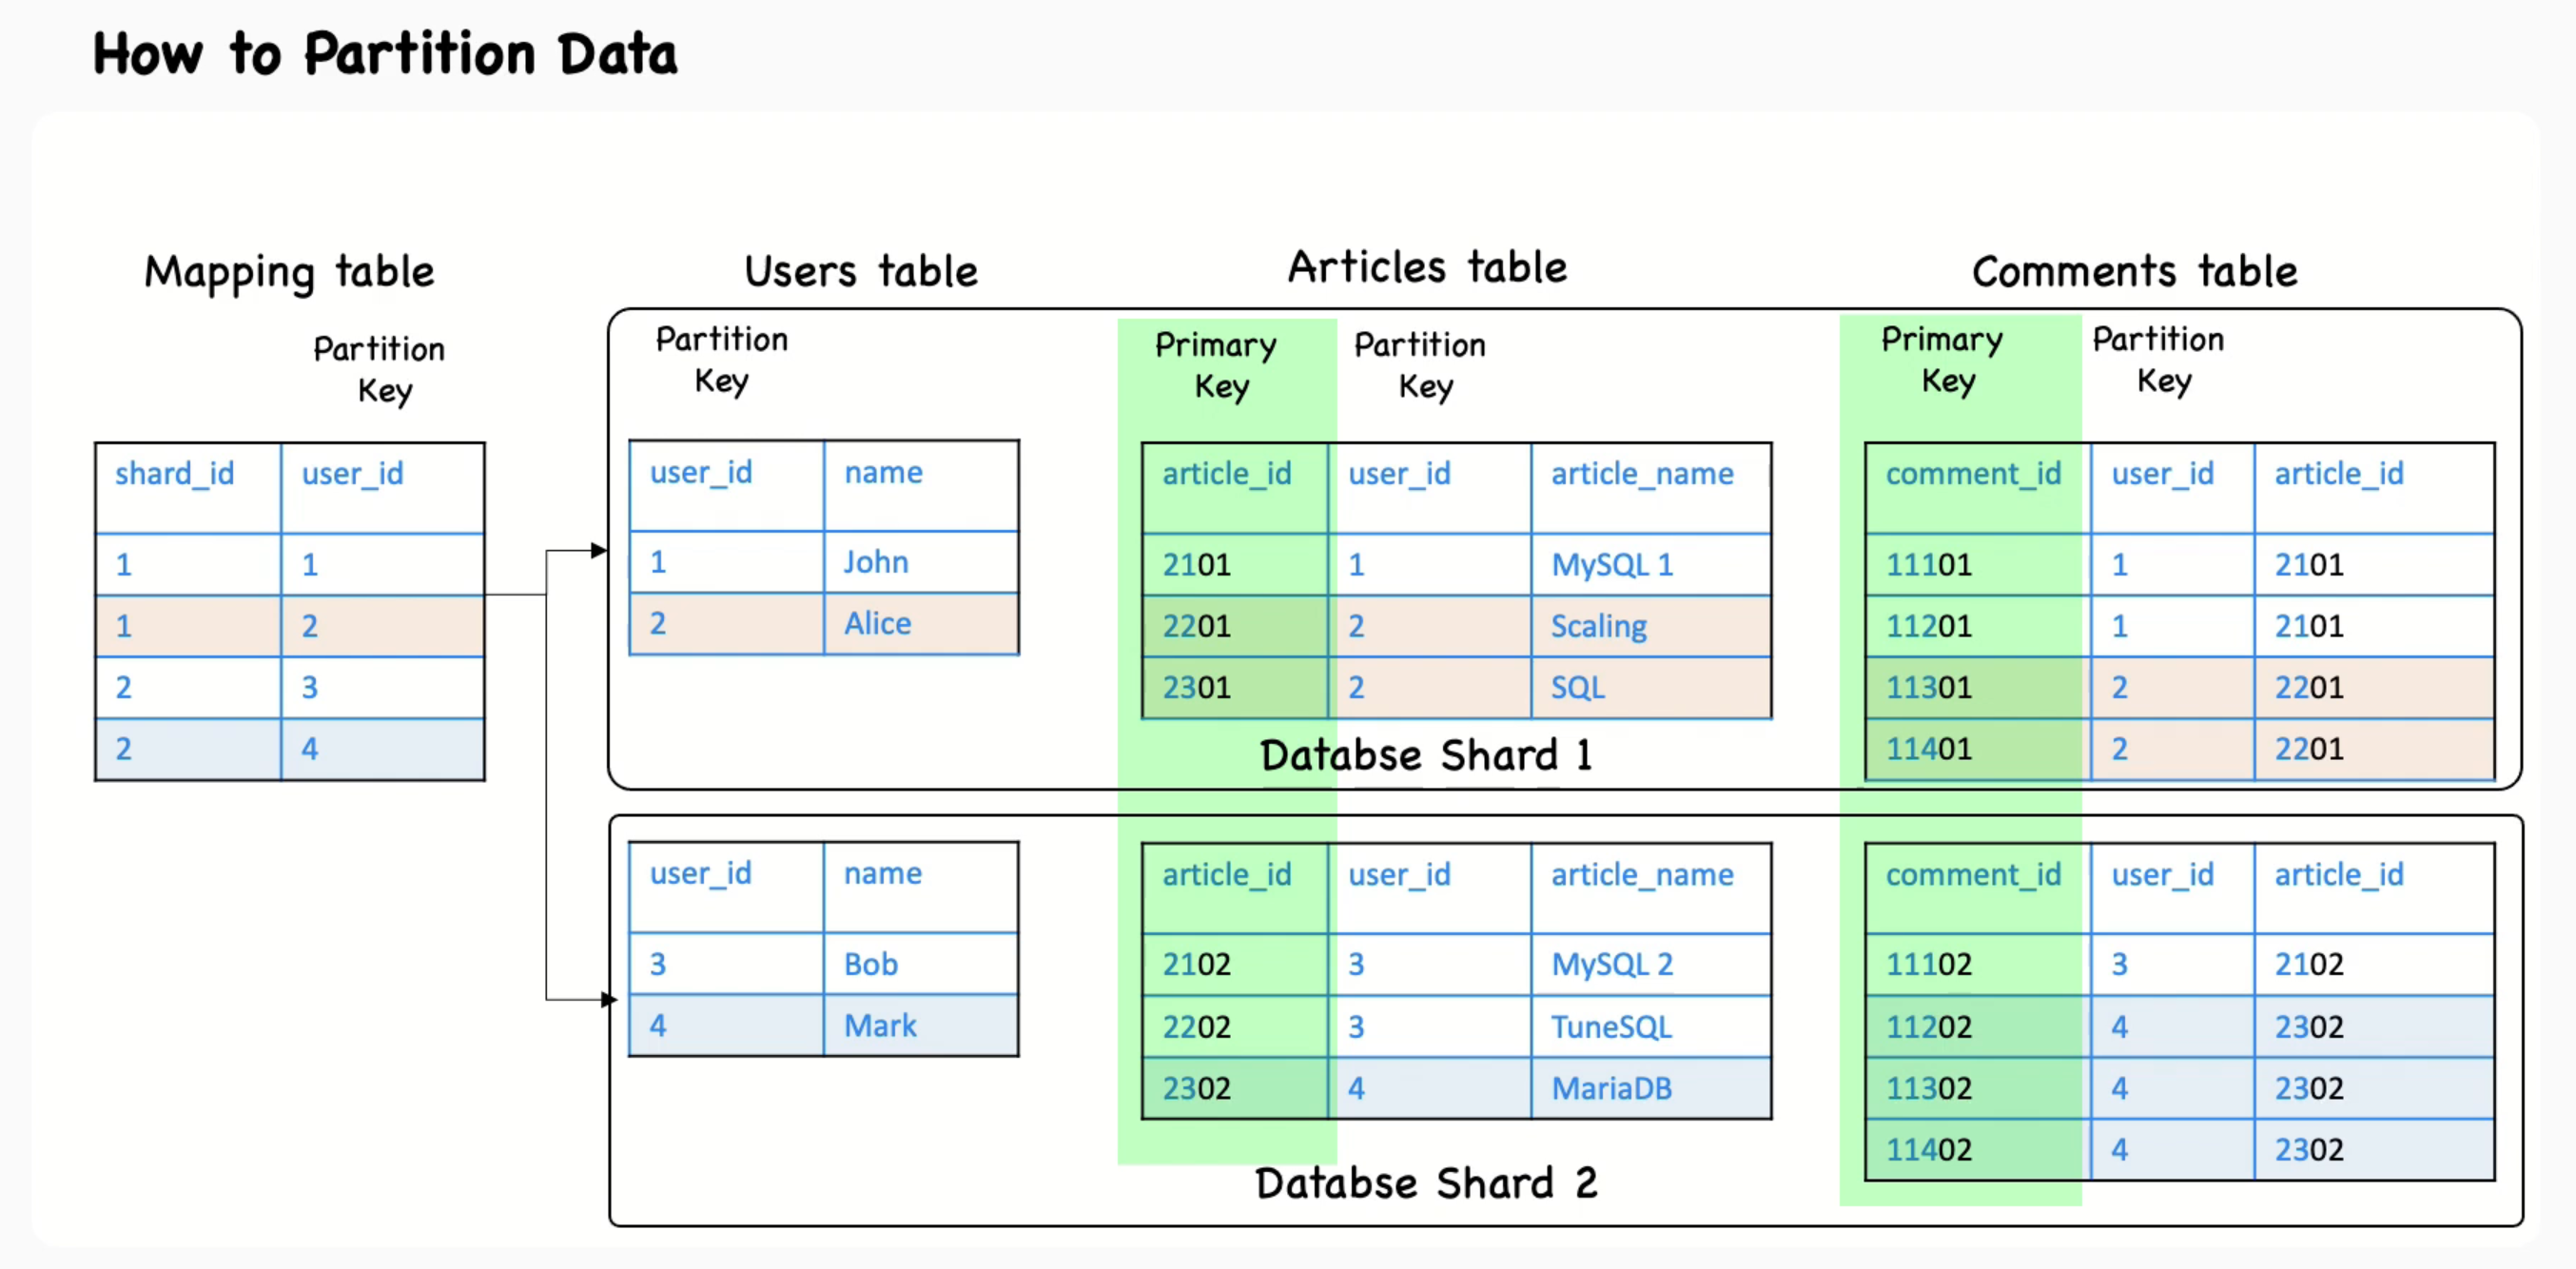 How to Partition Data
Mapping table
Partition
Key
shard_id user_id
1 1
1 2
2 3
2 4
Users table
Partition
Key
user_id name
1 John
2 Alice
Articles table
Primary Partition
Key Key
article_id user_id article_name
2101 1 MySQL 1
2201 2 Scaling
2301 2 SQL
Comments table
Primary Partition
Key Key
comment_id user_id article_id
11101 1 2101
11201 1 2101
11301 2 2201
11401 2 2201
Databse Shard 1
user_id name
3 Bob
4 Mark
article_id user_id article_name
2102 3 MySQL 2
2202 3 TuneSQL
2302 4 MariaDB
comment_id user_id article_id
11102 3 2102
11202 4 2302
11302 4 2302
11402 4 2302
Databse Shard 2